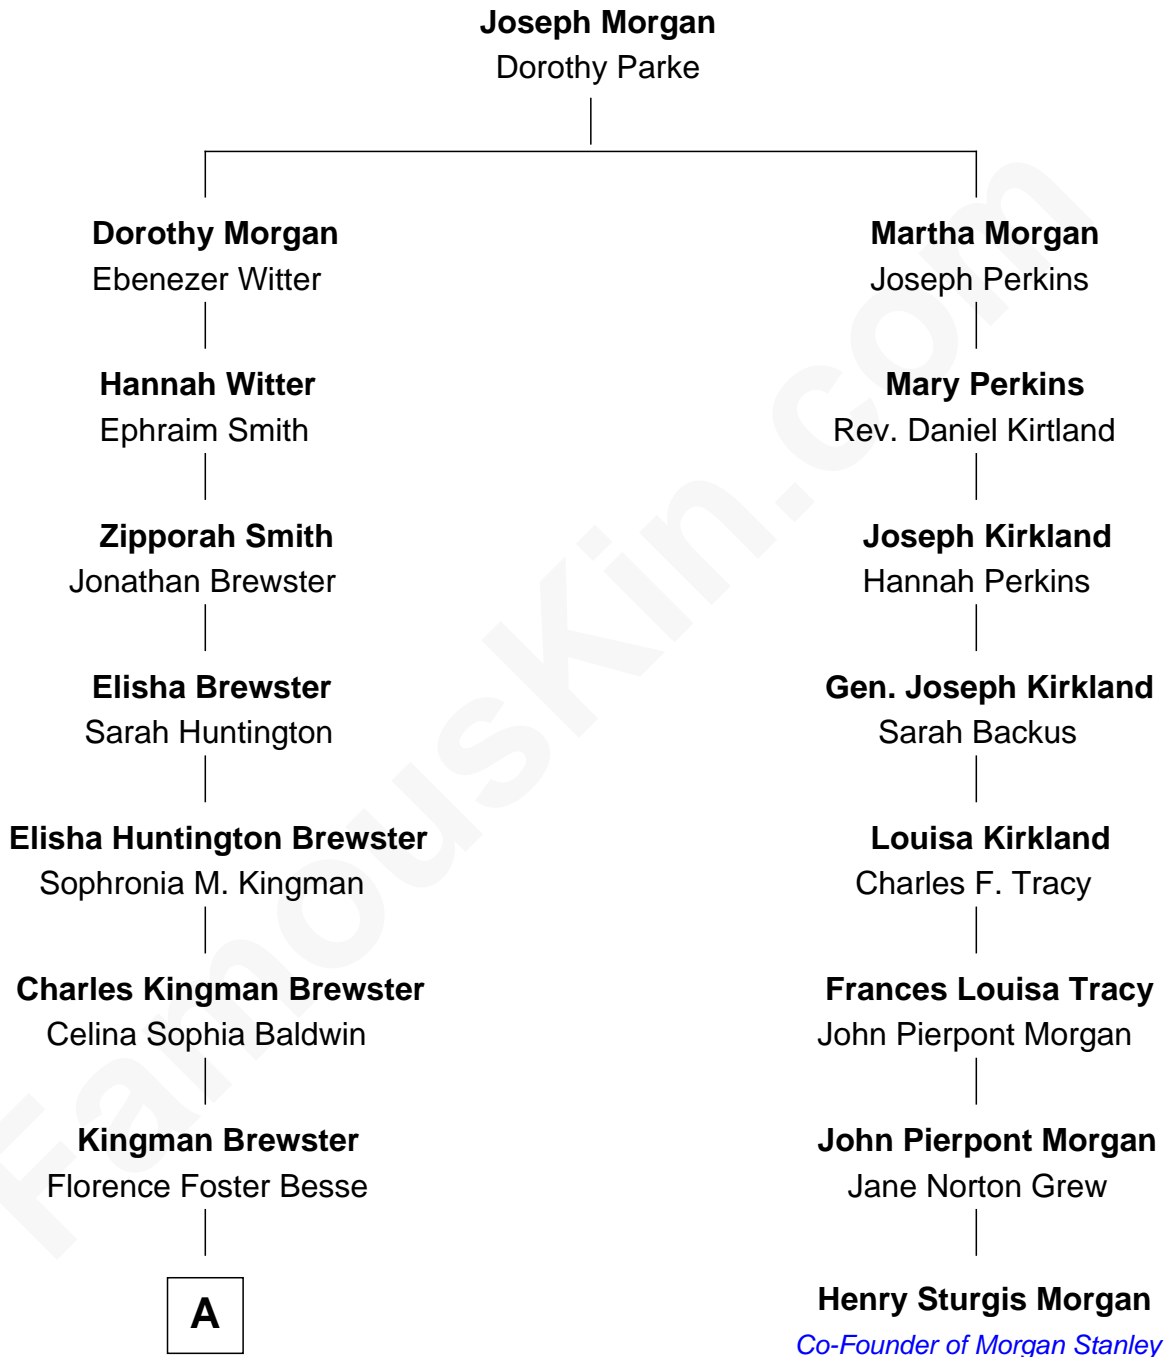 Joseph Morgan
Dorothy Parke
Dorothy Morgan
Ebenezer Witter
Martha Morgan
Joseph Perkins
Hannah Witter
Ephraim Smith
Mary Perkins
Rev. Daniel Kirtland
Zipporah Smith
Jonathan Brewster
Joseph Kirkland
Hannah Perkins
Elisha Brewster
Sarah Huntington
Gen. Joseph Kirkland
Sarah Backus
Elisha Huntington Brewster
Sophronia M. Kingman
Louisa Kirkland
Charles F. Tracy
Charles Kingman Brewster
Celina Sophia Baldwin
Frances Louisa Tracy
John Pierpont Morgan
Kingman Brewster
Florence Foster Besse
John Pierpont Morgan
Jane Norton Grew
A
Henry Sturgis Morgan
Co-Founder of Morgan Stanley
FamousKin.com